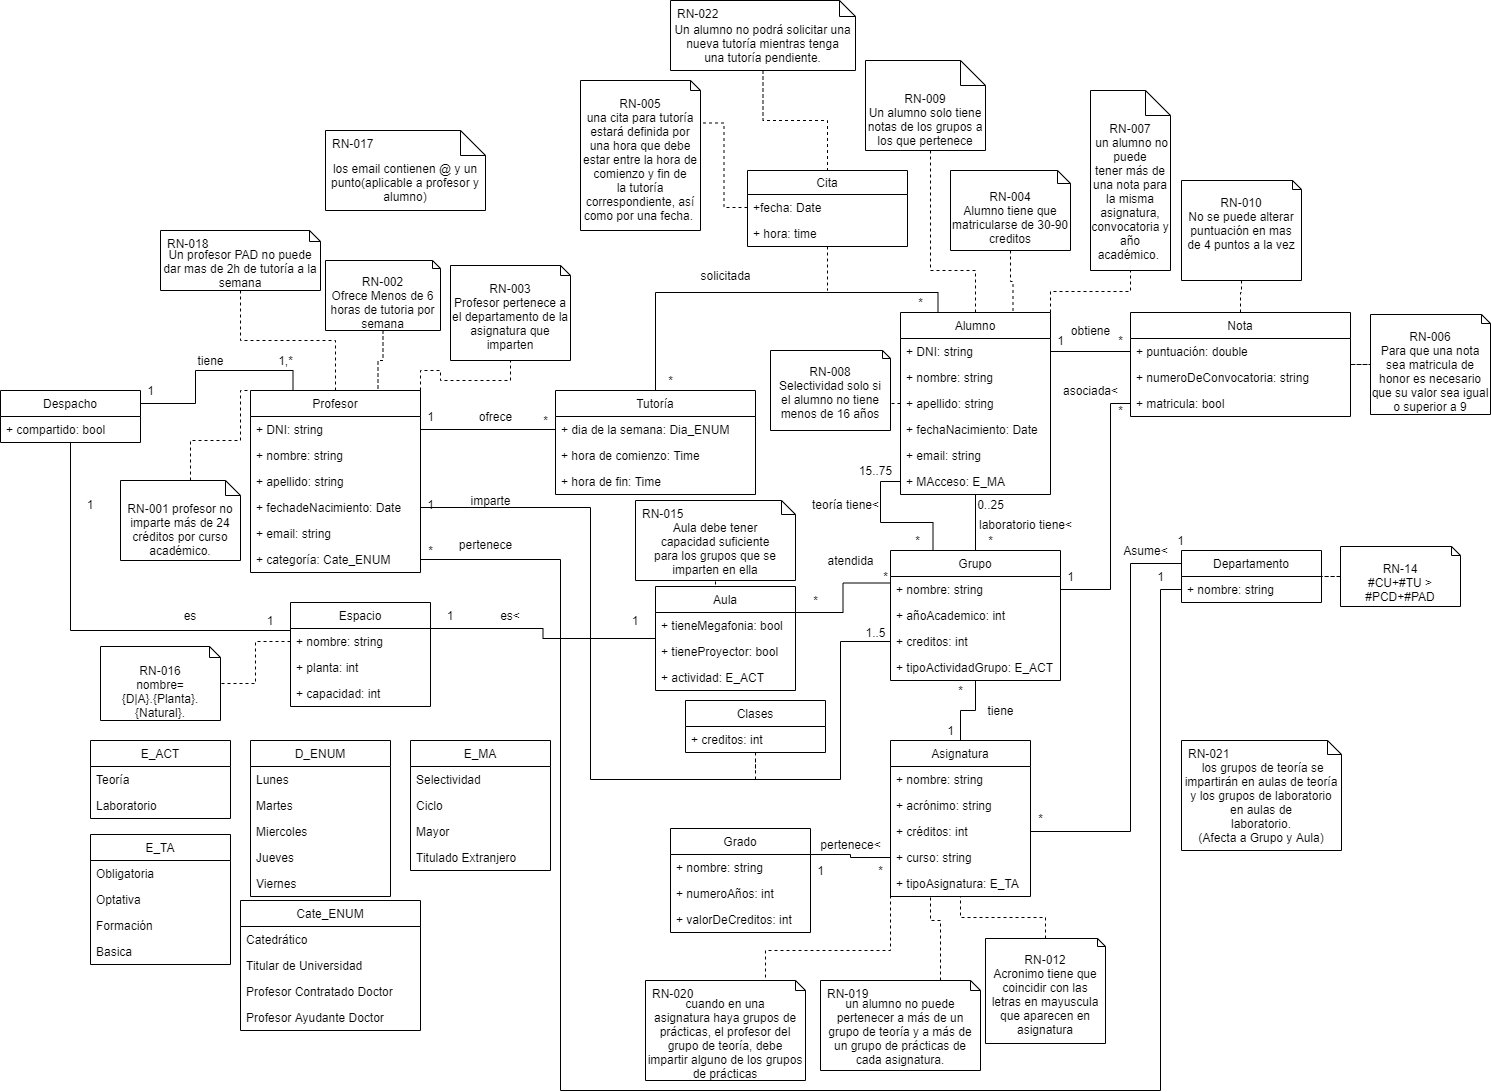 RN-022
Un alumno no podrá solicitar una
nueva tutoría mientras tenga
una tutoría pendiente.
RN-005
una cita para tutoría
estará definida por
una hora que debe
estar entre la hora de
comienzo y fin de
la tutoría
correspondiente, así
como por una fecha.
RN-009
Un alumno solo tiene
notas de los grupos a
los que pertenece
RN-007
un alumno no
puede
tener más de
una nota para
la misma
asignatura,
convocatoria y
año
académico.
RN-017
los email contienen @ y un
punto(aplicable a profesor y
alumno)
Cita
+fecha: Date
+ hora: time
RN-004
Alumno tiene que
matricularse de 30-90
creditos
RN-010
No se puede alterar
puntuación en mas
de 4 puntos a la vez
RN-018
Un profesor PAD no puede
dar mas de 2h de tutoría a la
semana
RN-002
Ofrece Menos de 6
horas de tutoria por
semana
RN-003
Profesor pertenece a
el departamento de la
asignatura que
imparten
solicitada
*
*
Alumno
+ DNI: string
+ nombre: string
+ apellido: string
+ fechaNacimiento: Date
+ email: string
+ MAcceso: E_MA
obtiene
1
*
Nota
+ puntuación: double
+ numeroDeConvocatoria: string
+ matricula: bool
RN-006
Para que una nota
sea matricula de
honor es necesario
que su valor sea igual
o superior a 9
RN-008
Selectividad solo si
el alumno no tiene
menos de 16 años
asociada<
*
1
tiene
1,*
1
Despacho
+ compartido: bool
Profesor
+ DNI: string
+ nombre: string
+ apellido: string
+ fechadeNacimiento: Date
+ email: string
+ categoría: Cate_ENUM
1
ofrece
*
Tutoría
+ dia de la semana: Dia_ENUM
+ hora de comienzo: Time
+ hora de fin: Time
RN-001 profesor no
imparte más de 24
créditos por curso
académico.
1
imparte
1..5
*
pertenece
1
RN-015
Aula debe tener
capacidad suficiente
para los grupos que se
imparten en ella
15..75
teoría tiene<
*
0..25
laboratorio tiene<
*
atendida
*
*
Grupo
+ nombre: string
+ añoAcademico: int
+ creditos: int
+ tipoActividadGrupo: E_ACT
Asume<
1
*
Departamento
+ nombre: string
RN-14
#CU+#TU >
#PCD+#PAD
1
es
1
Espacio
+ nombre: string
+ planta: int
+ capacidad: int
1
es<
1
Aula
+ tieneMegafonia: bool
+ tieneProyector: bool
+ actividad: E_ACT
RN-016
nombre=
{D|A}.{Planta}.
{Natural}.
Clases
+ creditos: int
*
tiene
1
Asignatura
+ nombre: string
+ acrónimo: string
+ créditos: int
+ curso: string
+ tipoAsignatura: E_TA
E_ACT
Teoría
Laboratorio
D_ENUM
Lunes
Martes
Miercoles
Jueves
Viernes
E_MA
Selectividad
Ciclo
Mayor
Titulado Extranjero
RN-021
los grupos de teoría se
impartirán en aulas de teoría
y los grupos de laboratorio
en aulas de
laboratorio.
(Afecta a Grupo y Aula)
E_TA
Obligatoria
Optativa
Formación
Basica
Grado
+ nombre: string
+ numeroAños: int
+ valorDeCreditos: int
pertenece<
1
*
Cate_ENUM
Catedrático
Titular de Universidad
Profesor Contratado Doctor
Profesor Ayudante Doctor
RN-020
cuando en una
asignatura haya grupos de
prácticas, el profesor del
grupo de teoría, debe
impartir alguno de los grupos
de prácticas
RN-019
un alumno no puede
pertenecer a más de un
grupo de teoría y a más de
un grupo de prácticas de
cada asignatura.
RN-012
Acronimo tiene que
coincidir con las
letras en mayuscula
que aparecen en
asignatura